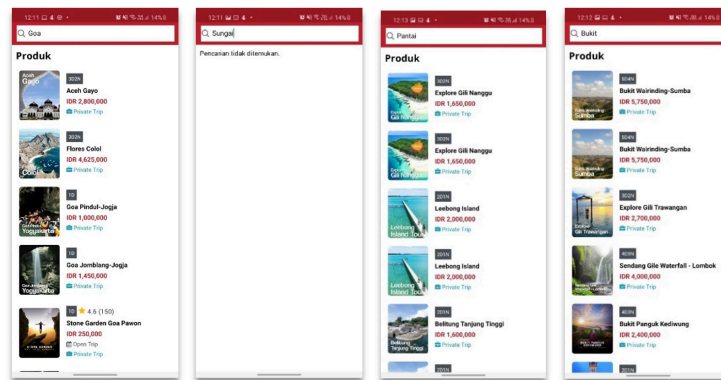 12:11
14%
Goa
Produk
Aceh
Gayo
3D2N
Aceh Gayo
IDR 2,800,000
Private Trip
3D2N
Flores Colol
IDR 4,625,000
Private Trip
Colol
1D
Goa Pindul-Jogja
IDR 1,000,000
Private Trip
Yogyakarta
1D
Goa Jomblang-Jogja
IDR 1,450,000
Private Trip
Yogyakarta
1D 4.6 (150)
Stone Garden Goa Pawon
IDR 250,000
Open Trip
Private Trip
12:11
14%
Sungai
Pencarian tidak ditemukan.
12:13
14%
Pantai
Produk
3D2N
Explore Gili Nanggu
IDR 1,650,000
Private Trip
Gili Nanggu
3D2N
Explore Gili Nanggu
IDR 1,650,000
Private Trip
Gili Nanggu
2D1N
Leebong Island
IDR 2,000,000
Private Trip
Leebong
Island Tour
2D1N
Leebong Island
IDR 2,000,000
Private Trip
Leebong
Island Tour
2D1N
Belitung Tanjung Tinggi
IDR 1,600,000
Private Trip
Belitung
Tanjung Tinggi
2D1N
12:12
14%
Bukit
Produk
5D4N
Bukit Wairinding-Sumba
IDR 5,750,000
Private Trip
Sumba
5D4N
Bukit Wairinding-Sumba
IDR 5,750,000
Private Trip
Sumba
3D2N
Explore Gili Trawangan
IDR 2,700,000
Private Trip
Gili Trawangan
4D3N
Sendang Gile Waterfall - Lombok
IDR 4,000,000
Private Trip
4D3N
Bukit Panguk Kediwung
IDR 2,400,000
Private Trip